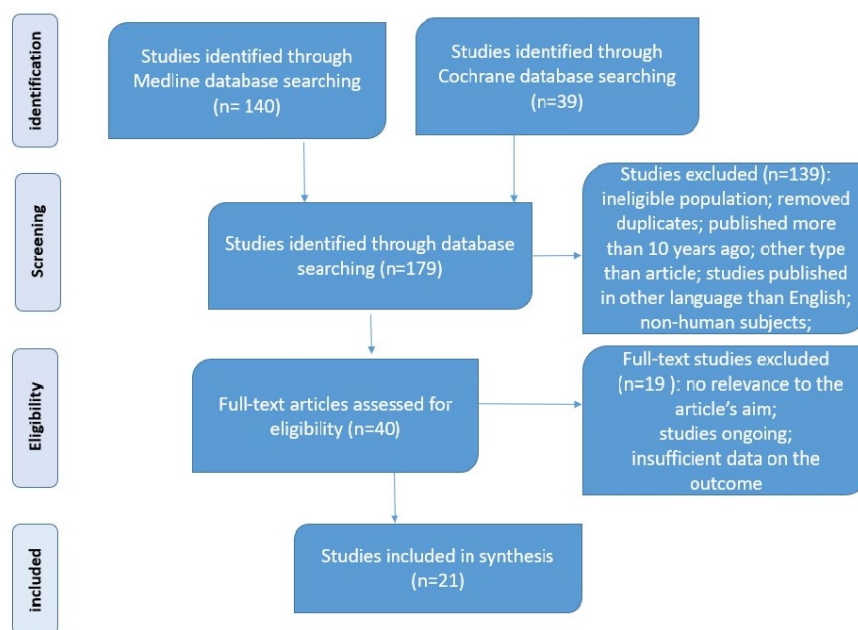 identification
Studies identified through
Medline database searching
(n= 140)
Studies identified through
Cochrane database searching
(n=39)
Screening
Studies identified through database
searching (n=179)
Studies excluded (n=139):
ineligible population; removed
duplicates; published more
than 10 years ago; other type
than article; studies published
in other language than English;
non-human subjects;
Eligibility
Full-text articles assessed for
eligibility (n=40)
Full-text studies excluded
(n=19 ): no relevance to the
article's aim;
studies ongoing;
insufficient data on the
outcome
included
Studies included in synthesis
(n=21)